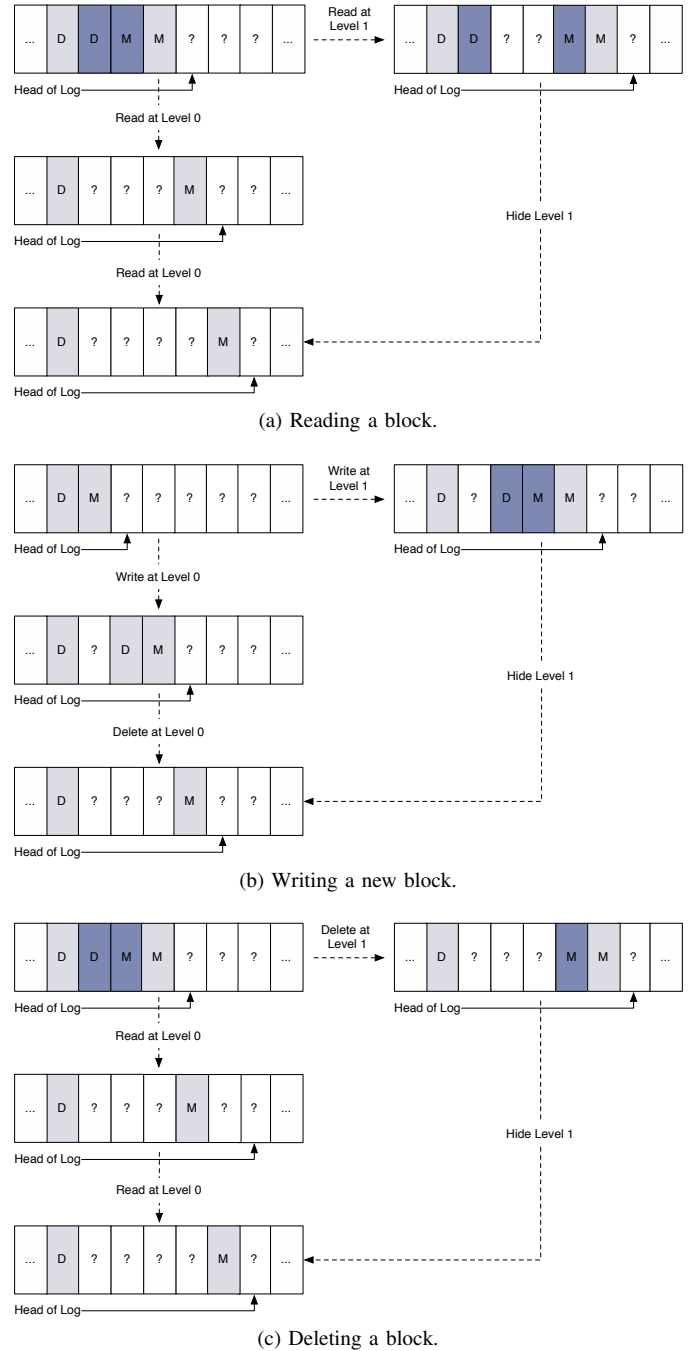 ... D D M M ? ? ? ...
Read at
Level 1
... D D ? ? M M ? ...
Head of Log
Head of Log
Read at Level 0
... D ? ? ? M ? ? ...
Hide Level 1
Head of Log
Read at Level 0
... D ? ? ? ? M ? ...
Head of Log
(a) Reading a block.
... D M ? ? ? ? ? ...
Write at
Level 1
... D ? D M M ? ? ...
Head of Log
Head of Log
Write at Level 0
... D ? D M ? ? ? ...
Hide Level 1
Head of Log
Delete at Level 0
... D ? ? ? M ? ? ...
Head of Log
(b) Writing a new block.
... D D M M ? ? ? ...
Delete at
Level 1
... D ? ? ? M M ? ...
Head of Log
Head of Log
Read at Level 0
... D ? ? ? M ? ? ...
Hide Level 1
Head of Log
Read at Level 0
... D ? ? ? ? M ? ...
Head of Log
(c) Deleting a block.